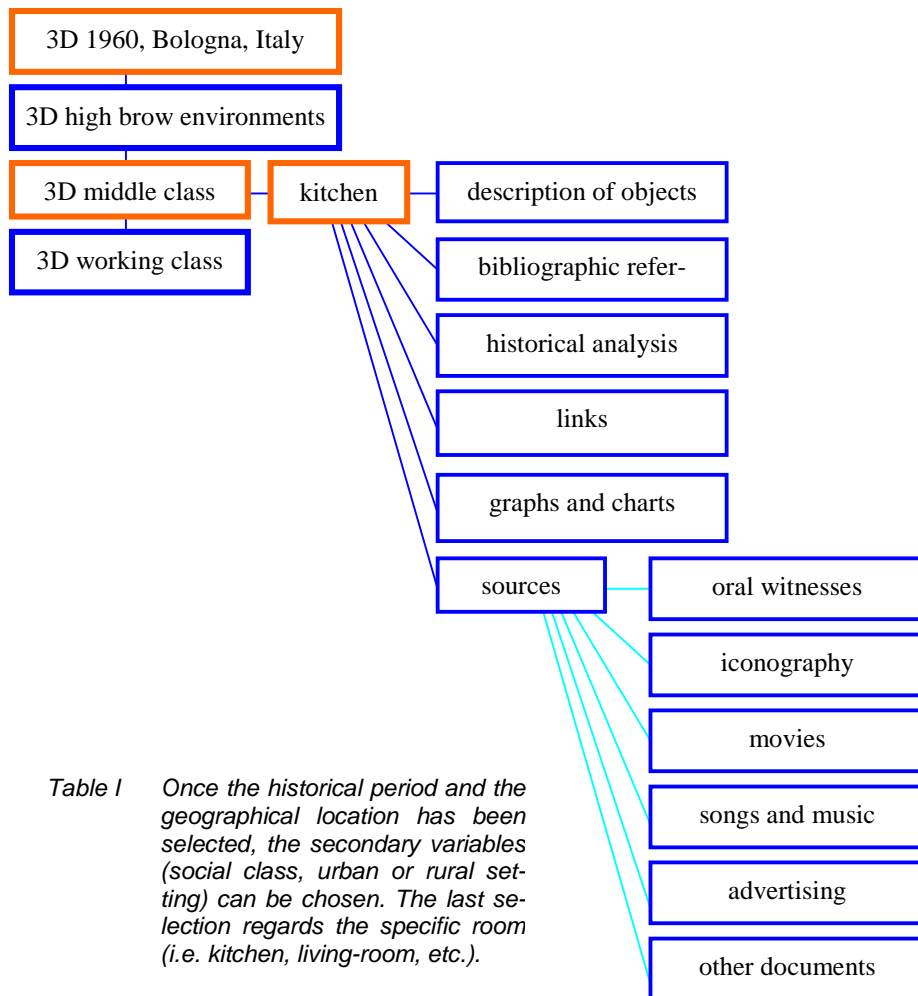 3D 1960, Bologna, Italy
3D high brow environments
3D middle class
kitchen
description of objects
3D working class
bibliographic refer-
historical analysis
links
graphs and charts
sources
oral witnesses
iconography
movies
songs and music
advertising
other documents
Table I Once the historical period and the
geographical location has been
selected, the secondary variables
(social class, urban or rural set-
ting) can be chosen. The last se-
lection regards the specific room
(i.e. kitchen, living-room, etc.).